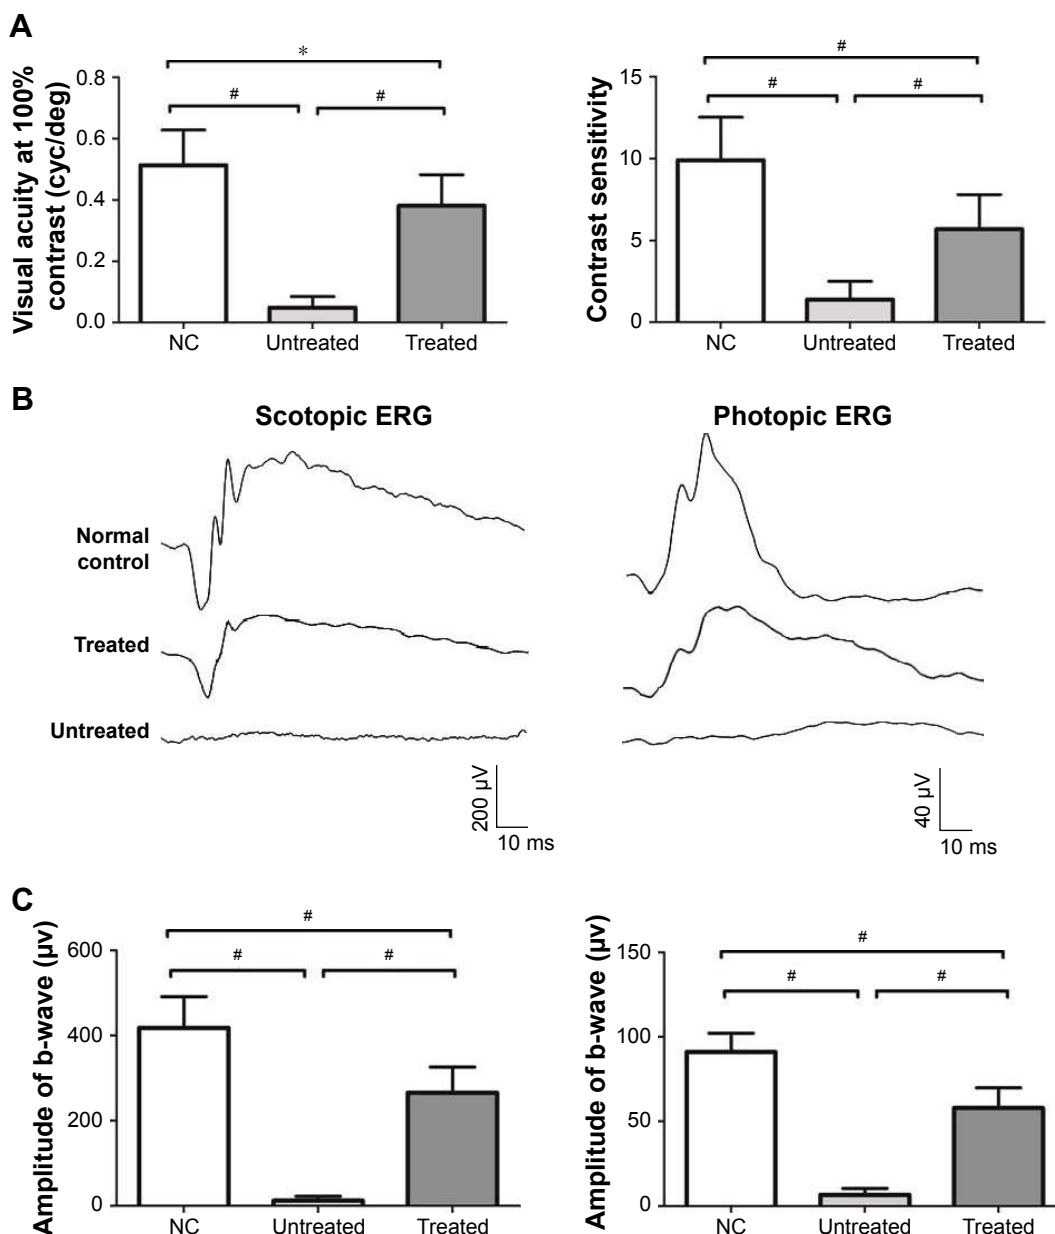 A
Visual acuity at 100%
contrast (cyc/deg)
0.8
0.6
0.4
0.2
0.0
*
#
#
NC
Untreated
Treated
Contrast sensitivity
15
10
5
0
#
#
#
NC
Untreated
Treated
B
Scotopic ERG
Photopic ERG
Normal
control
Treated
Untreated
200 µV
10 ms
40 µV
10 ms
C
Amplitude of b-wave (µv)
600
400
200
0
#
#
#
NC
Untreated
Treated
Amplitude of b-wave (µv)
150
100
50
0
#
#
#
NC
Untreated
Treated